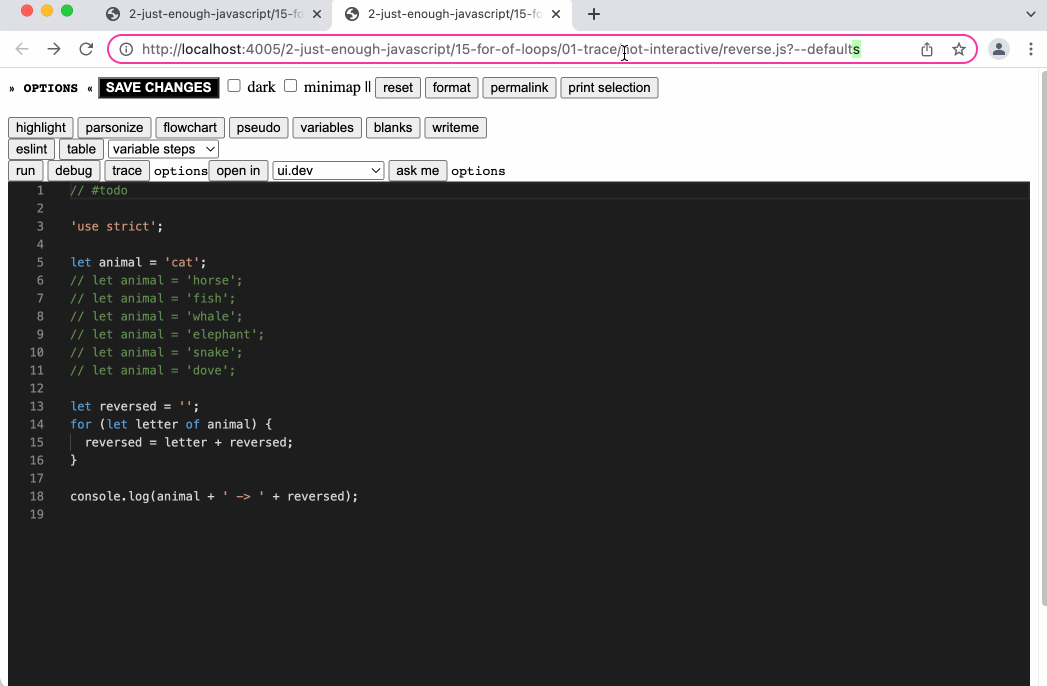 2-just-enough-javascript/15-fo
2-just-enough-javascript/15-fo
http://localhost:4005/2-just-enough-javascript/15-for-of-loops/01-trace/not-interactive/reverse.js?--defaults
» OPTIONS « SAVE CHANGES dark minimap || reset format permalink print selection
highlight parsonize flowchart pseudo variables blanks writeme
eslint table variable steps
run debug trace options open in ui.dev ask me options
1 // #todo
2
3 'use strict';
4
5 let animal = 'cat';
6 // let animal = 'horse';
7 // let animal = 'fish';
8 // let animal = 'whale';
9 // let animal = 'elephant';
10 // let animal = 'snake';
11 // let animal = 'dove';
12
13 let reversed = '';
14 for (let letter of animal) {
15 reversed = letter + reversed;
16 }
17
18 console.log(animal + ' -> ' + reversed);
19